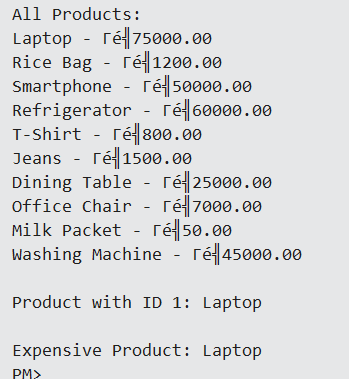 All Products:
Laptop - Γé╣75000.00
Rice Bag - Γé╣1200.00
Smartphone - Γé╣50000.00
Refrigerator - Γé╣60000.00
T-Shirt - Γé╣800.00
Jeans - Γé╣1500.00
Dining Table - Γé╣25000.00
Office Chair - Γé╣7000.00
Milk Packet - Γé╣50.00
Washing Machine - Γé╣45000.00
Product with ID 1: Laptop
Expensive Product: Laptop
PM>